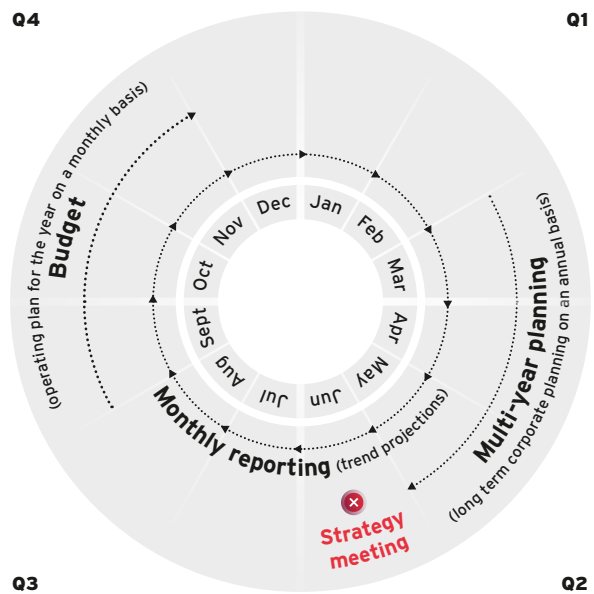 Q4
Q1
Jan
Feb
Mar
Apr
May
Jun
Jul
Aug
Sept
Oct
Nov
Dec
Budget
(operating plan for the year on a monthly basis)
Multi-year planning
(long term corporate planning on an annual basis)
Monthly reporting (trend projections)
Strategy
meeting
Q3
Q2